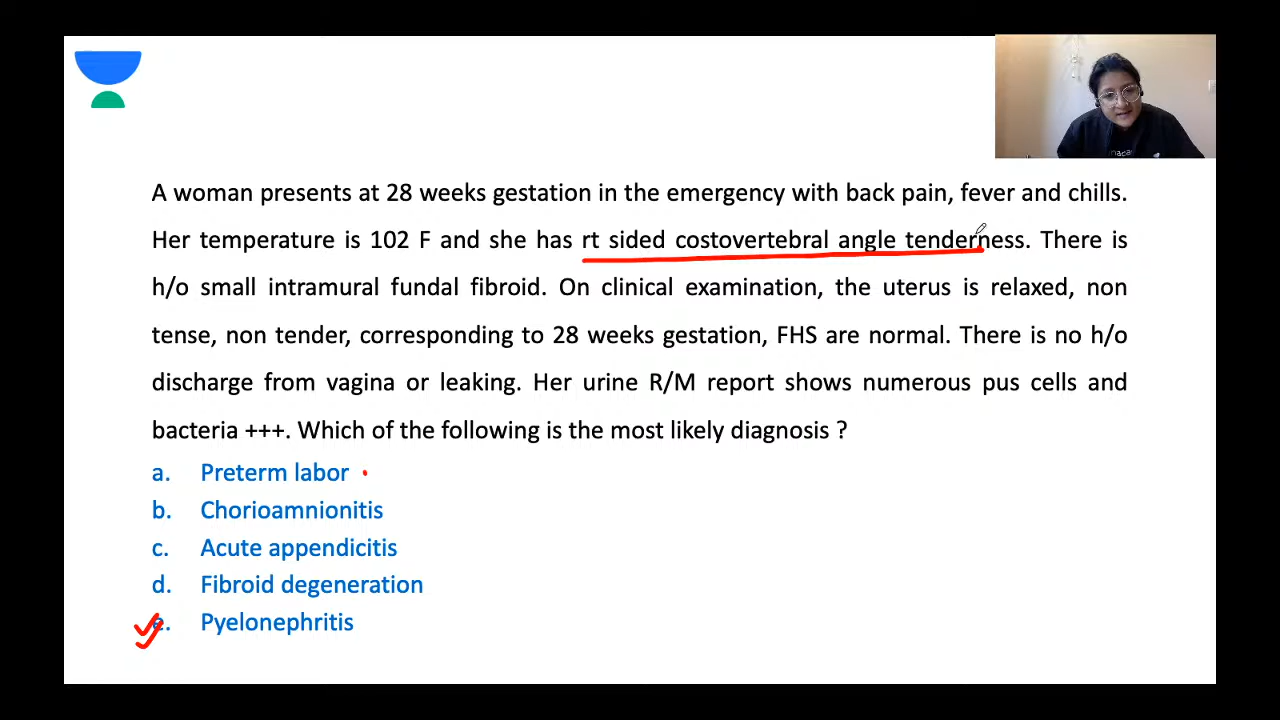 A woman presents at 28 weeks gestation in the emergency with back pain, fever and chills.
Her temperature is 102 F and she has rt sided costovertebral angle tenderness. There is
h/o small intramural fundal fibroid. On clinical examination, the uterus is relaxed, non
tense, non tender, corresponding to 28 weeks gestation, FHS are normal. There is no h/o
discharge from vagina or leaking. Her urine R/M report shows numerous pus cells and
bacteria +++. Which of the following is the most likely diagnosis ?
a. Preterm labor
b. Chorioamnionitis
c. Acute appendicitis
d. Fibroid degeneration
e. Pyelonephritis